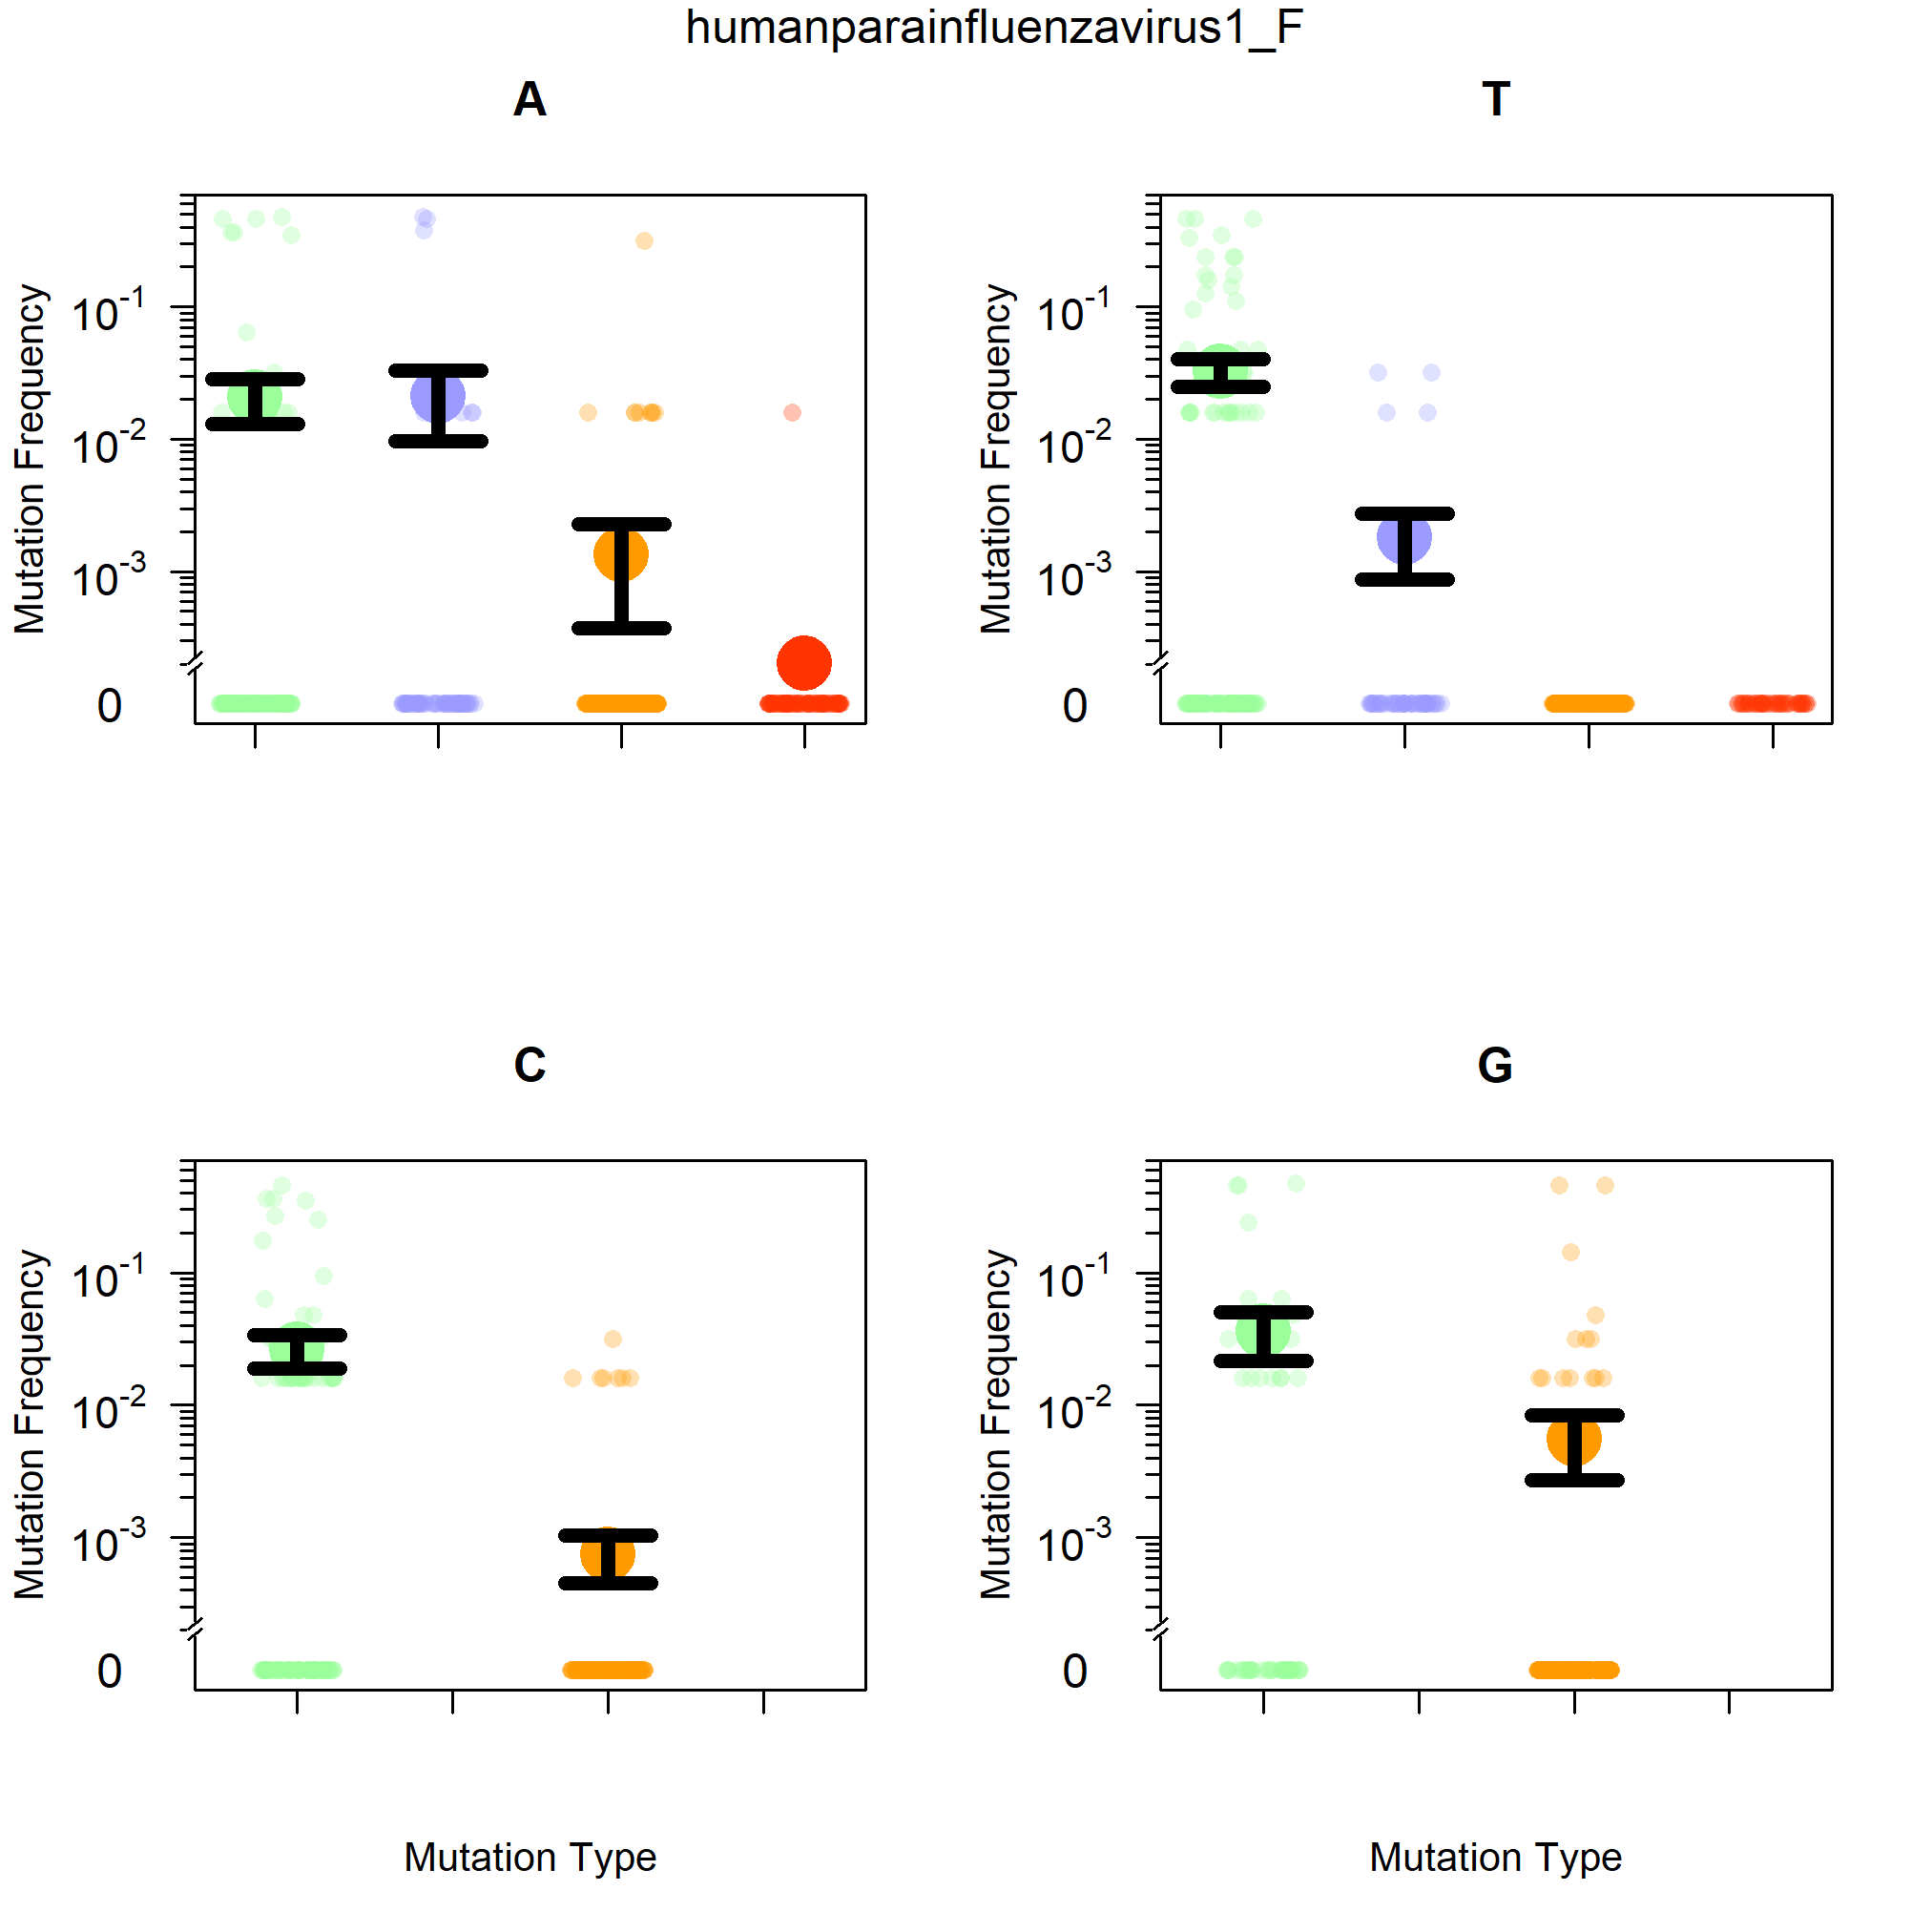 humanparainfluenzavirus1_F
A
Mutation Frequency
10-1
10-2
10-3
0
T
Mutation Frequency
10-1
10-2
10-3
0
C
Mutation Frequency
10-1
10-2
10-3
0
Mutation Type
G
Mutation Frequency
10-1
10-2
10-3
0
Mutation Type